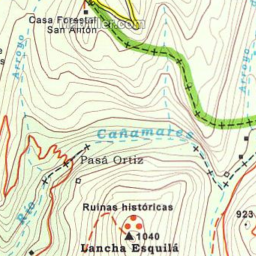 Casa Forestal
San Antón
Arroyo
Arroyo
Cañamares
Pasá Ortiz
Río
Ruinas históricas
923
1040
Lancha Esquilá